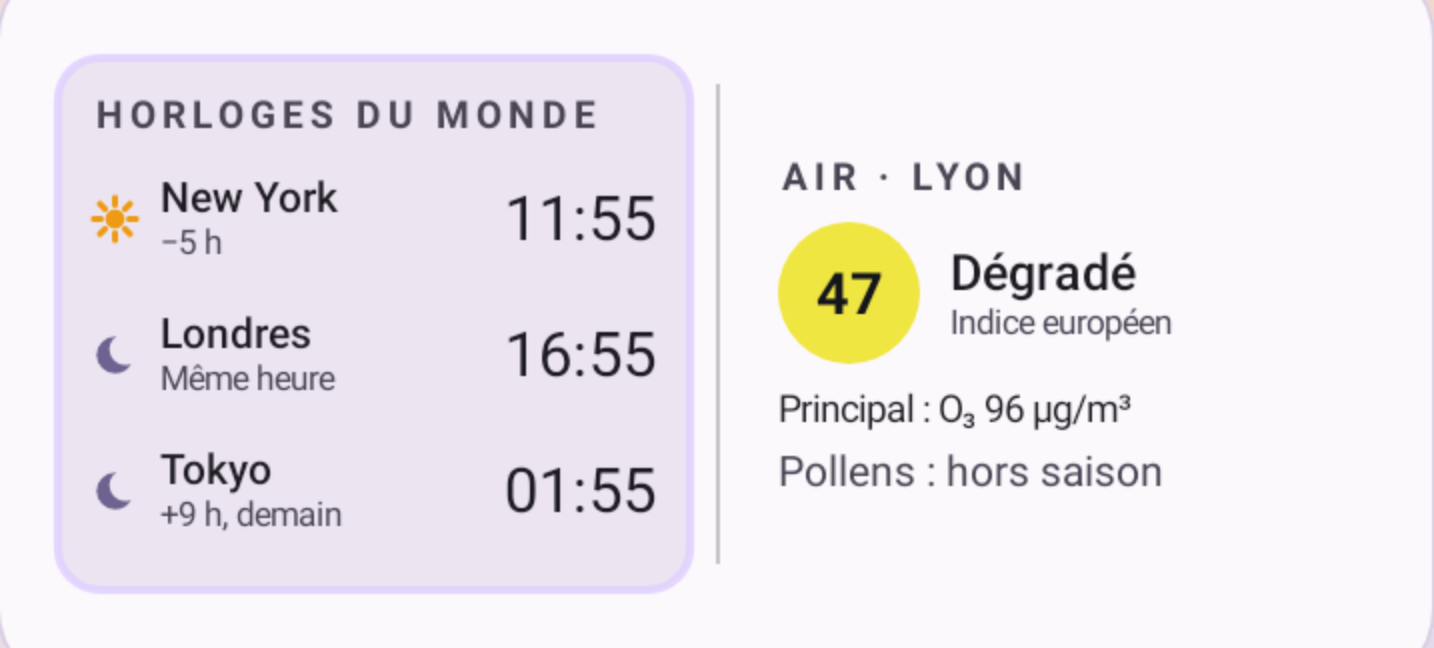 HORLOGES DU MONDE
New York
−5 h
11:55
Londres
Même heure
16:55
Tokyo
+9 h, demain
01:55
AIR · LYON
47
Dégradé
Indice européen
Principal : O₃ 96 µg/m³
Pollens : hors saison